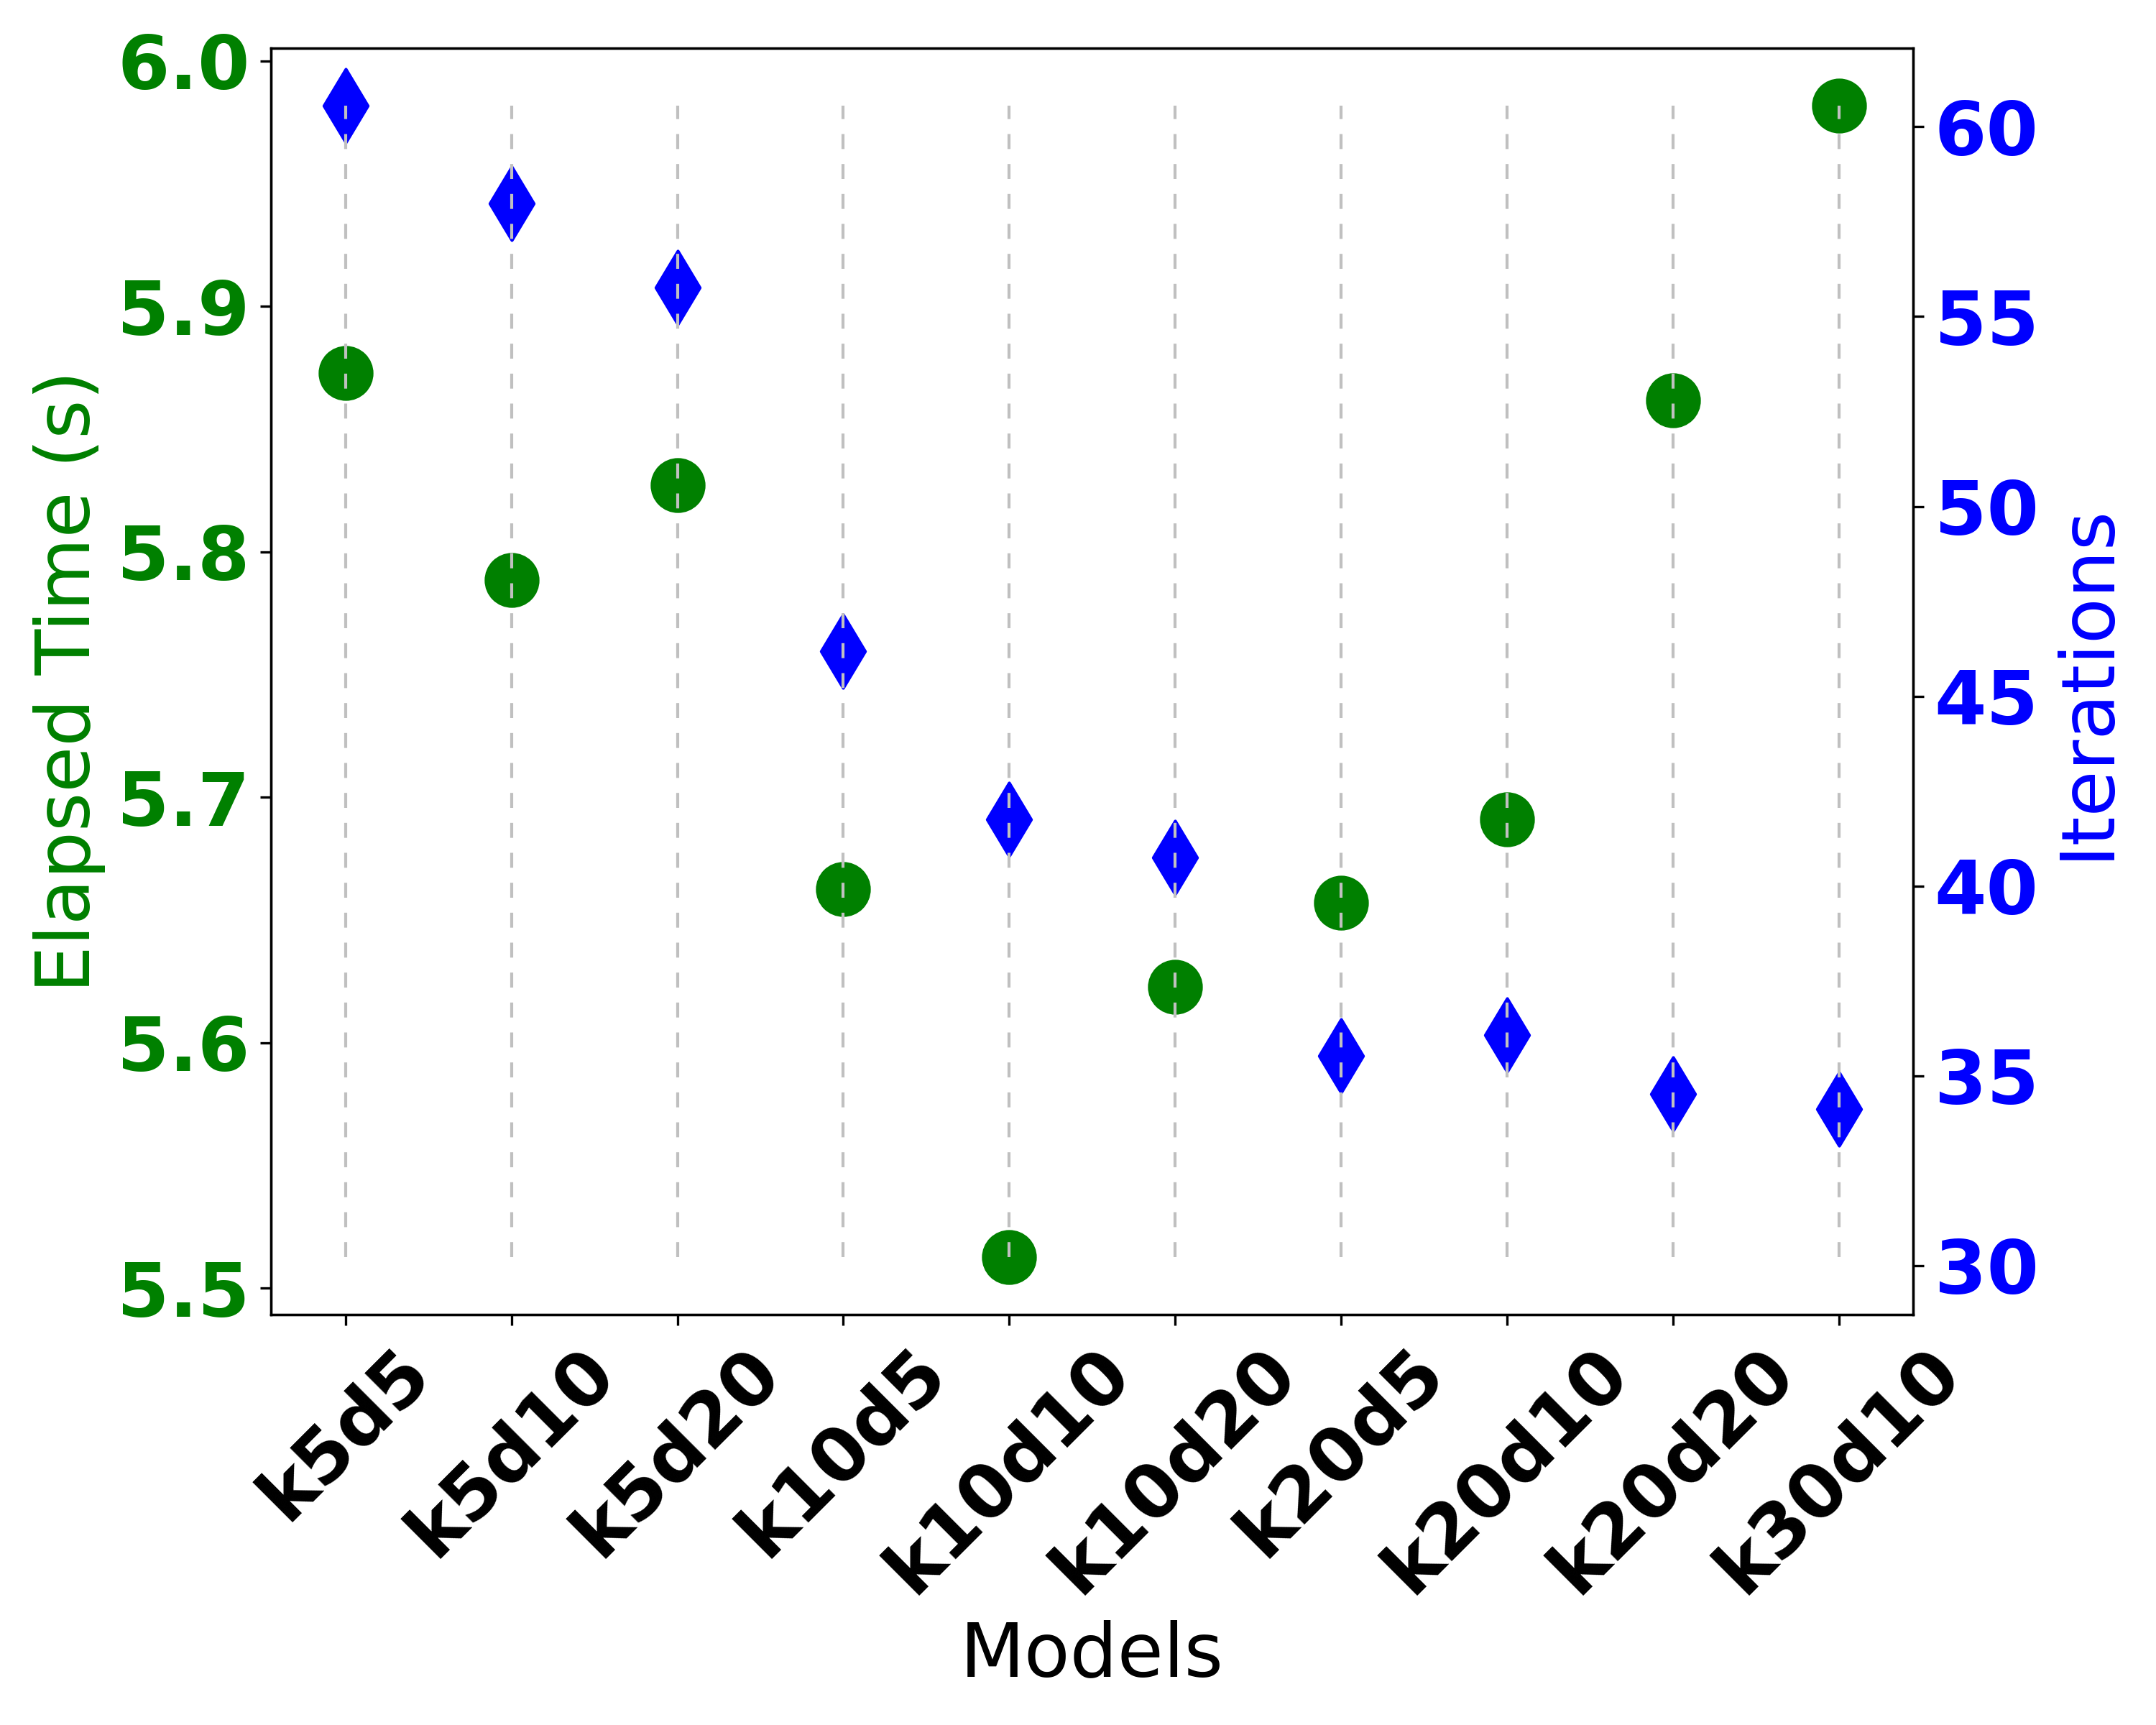 Elapsed Time (s)
6.0
5.9
5.8
5.7
5.6
5.5
60
55
50
45
40
35
30
Iterations
k5d5
k5d10
k5d20
k10d5
k10d10
k10d20
k20d5
k20d10
k20d20
k30d10
Models